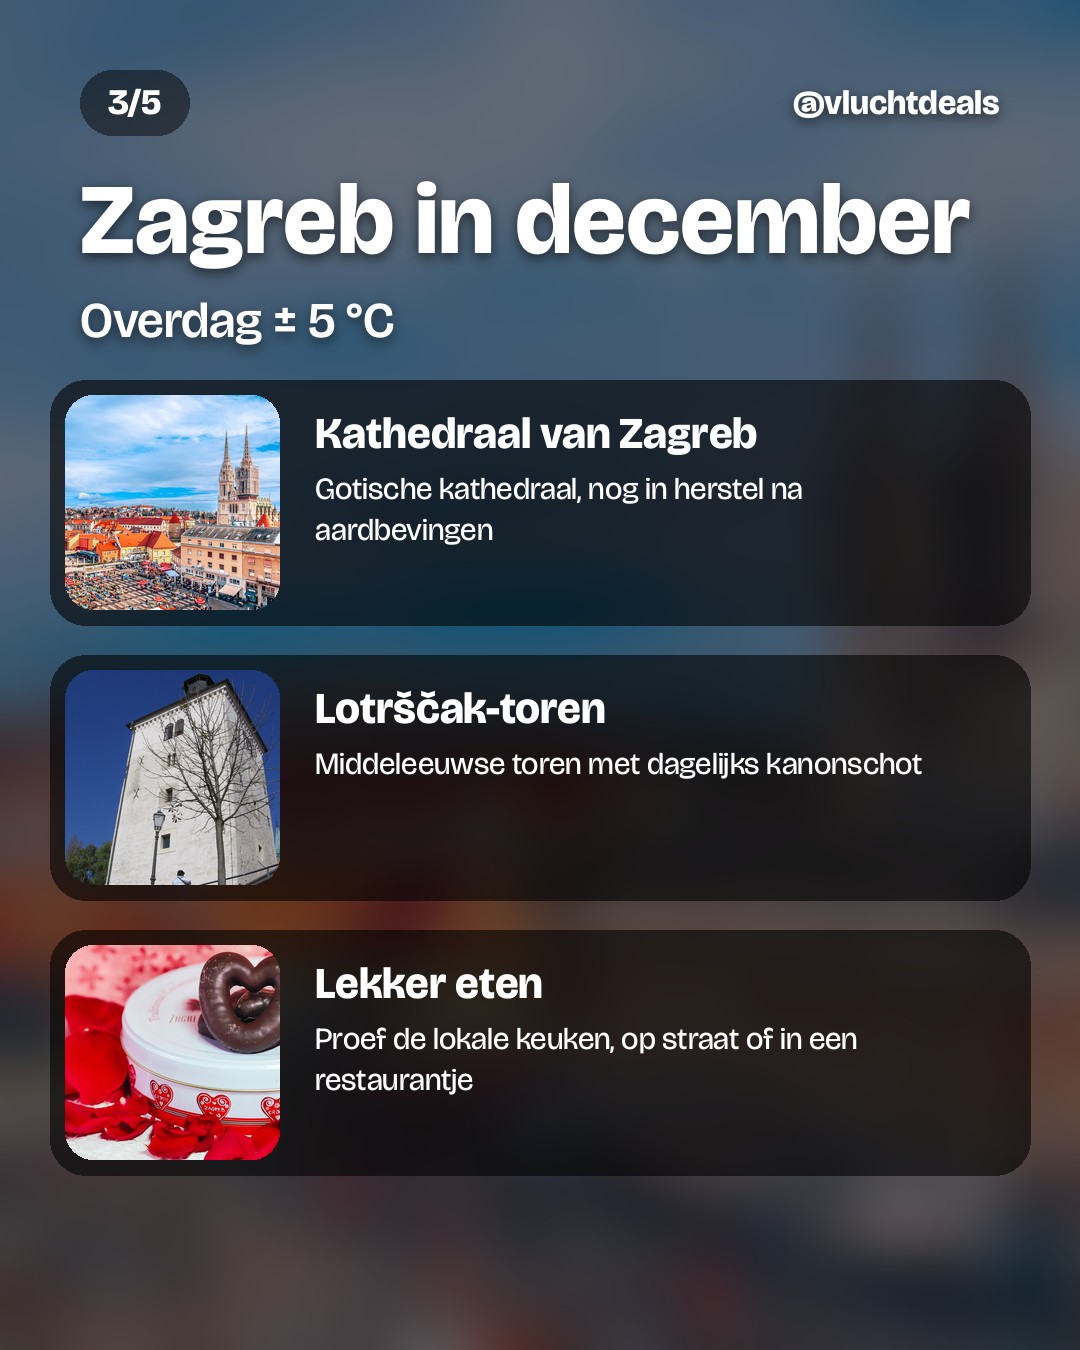 3/5
@vluchtdeals
Zagreb in december
Overdag ± 5 °C
Kathedraal van Zagreb
Gotische kathedraal, nog in herstel na
aardbevingen
Lotrščak-toren
Middeleeuwse toren met dagelijks kanonschot
Lekker eten
Proef de lokale keuken, op straat of in een
restaurantje
ZAGREB